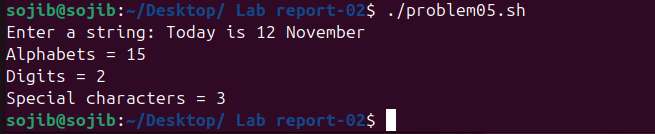 sojib@sojib:~/Desktop/ Lab report-02$ ./problem05.sh
Enter a string: Today is 12 November
Alphabets = 15
Digits = 2
Special characters = 3
sojib@sojib:~/Desktop/ Lab report-02$